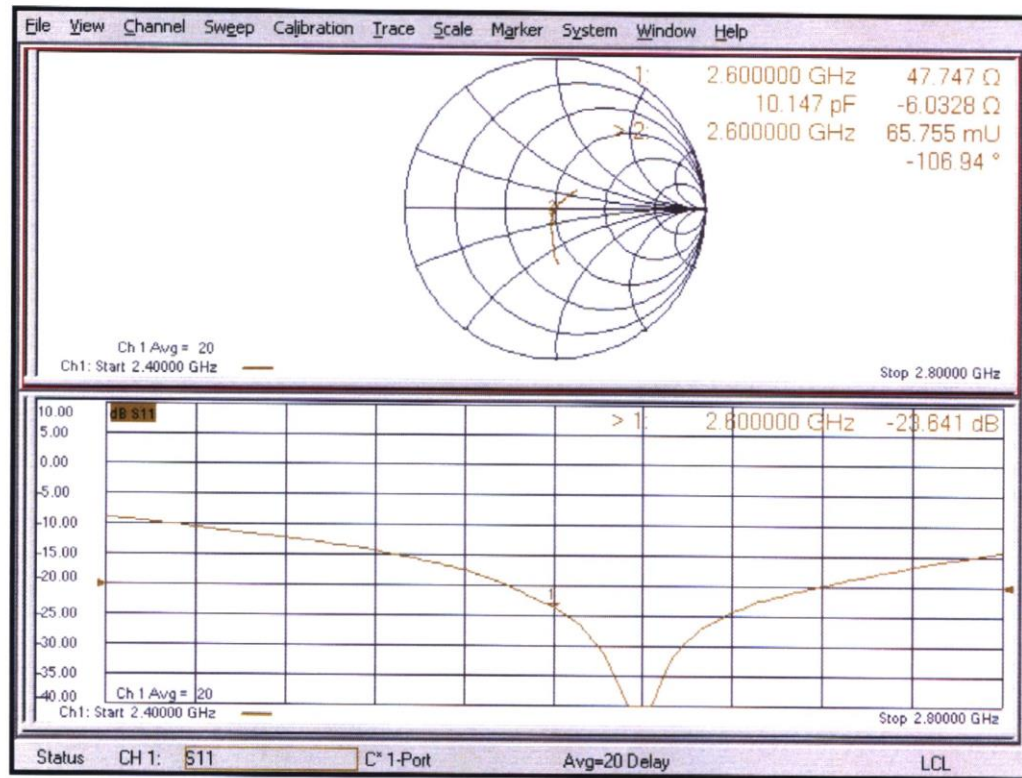 File View Channel Sweep Calibration Trace Scale Marker System Window Help
1: 2.600000 GHz 47.747 Ω
10.147 pF -6.0328 Ω
> 2: 2.600000 GHz 65.755 mU
-106.94 °
2
Ch 1 Avg = 20
Ch1: Start 2.40000 GHz Stop 2.80000 GHz
10.00 dB S11 > 1: 2.600000 GHz -23.641 dB
5.00
0.00
-5.00
-10.00
-15.00
-20.00
-25.00 1
-30.00
-35.00
-40.00 Ch 1 Avg = 20
Ch1: Start 2.40000 GHz Stop 2.80000 GHz
Status CH 1: S11 C* 1-Port Avg=20 Delay LCL